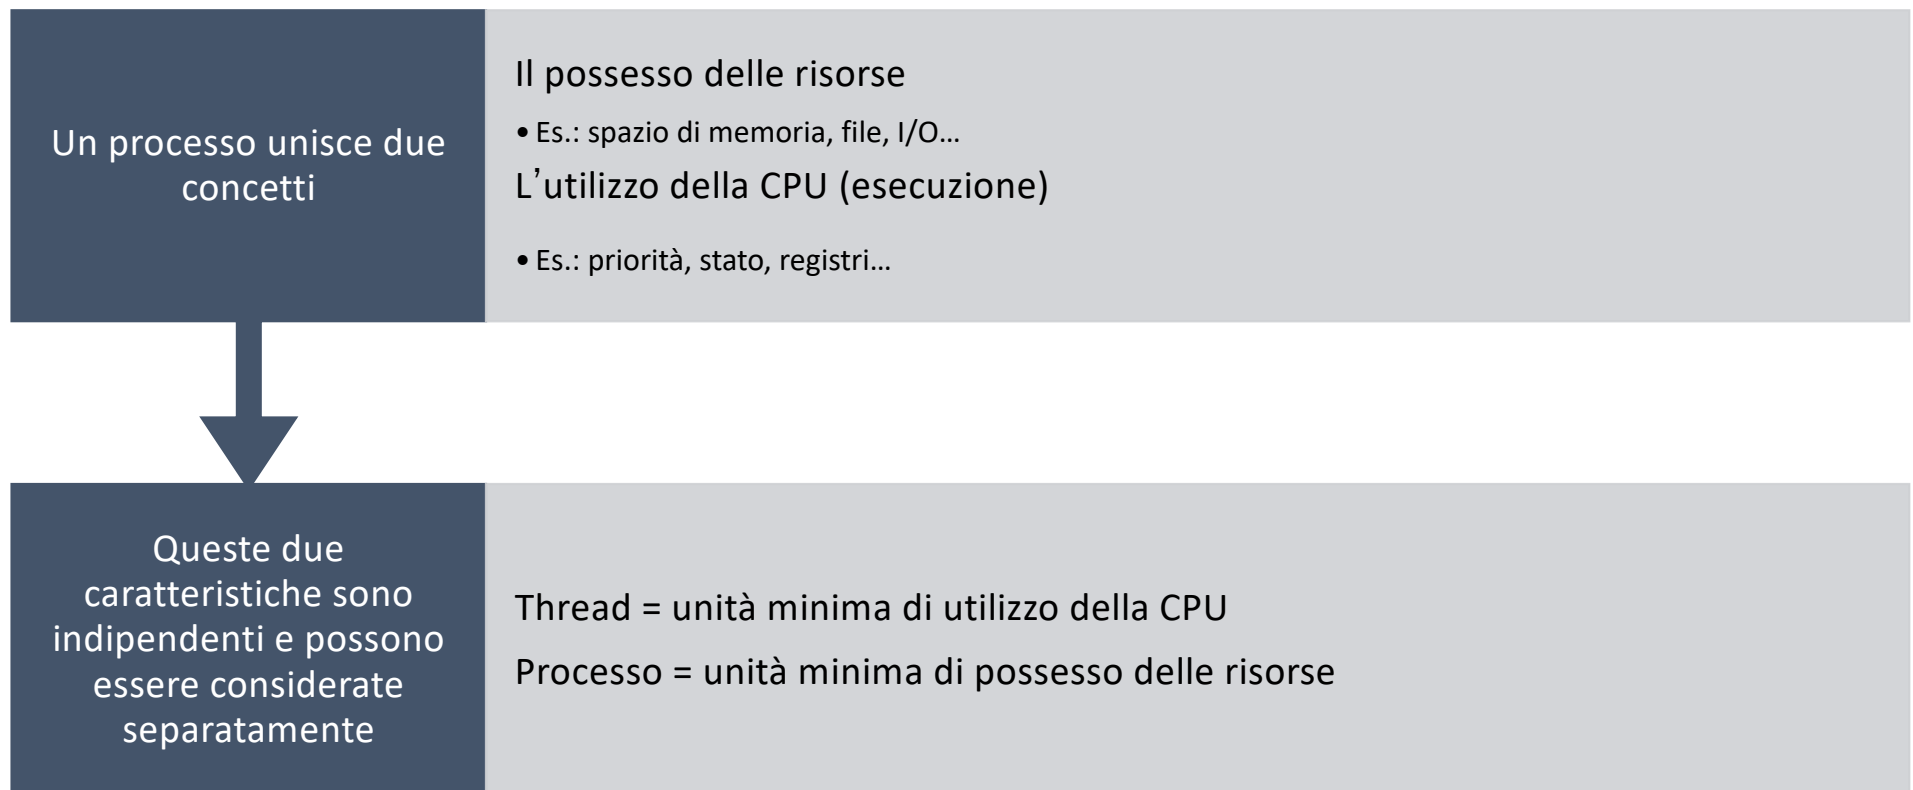 Un processo unisce due
concetti
Il possesso delle risorse
• Es.: spazio di memoria, file, I/O…
L’utilizzo della CPU (esecuzione)
• Es.: priorità, stato, registri…
Queste due
caratteristiche sono
indipendenti e possono
essere considerate
separatamente
Thread = unità minima di utilizzo della CPU
Processo = unità minima di possesso delle risorse